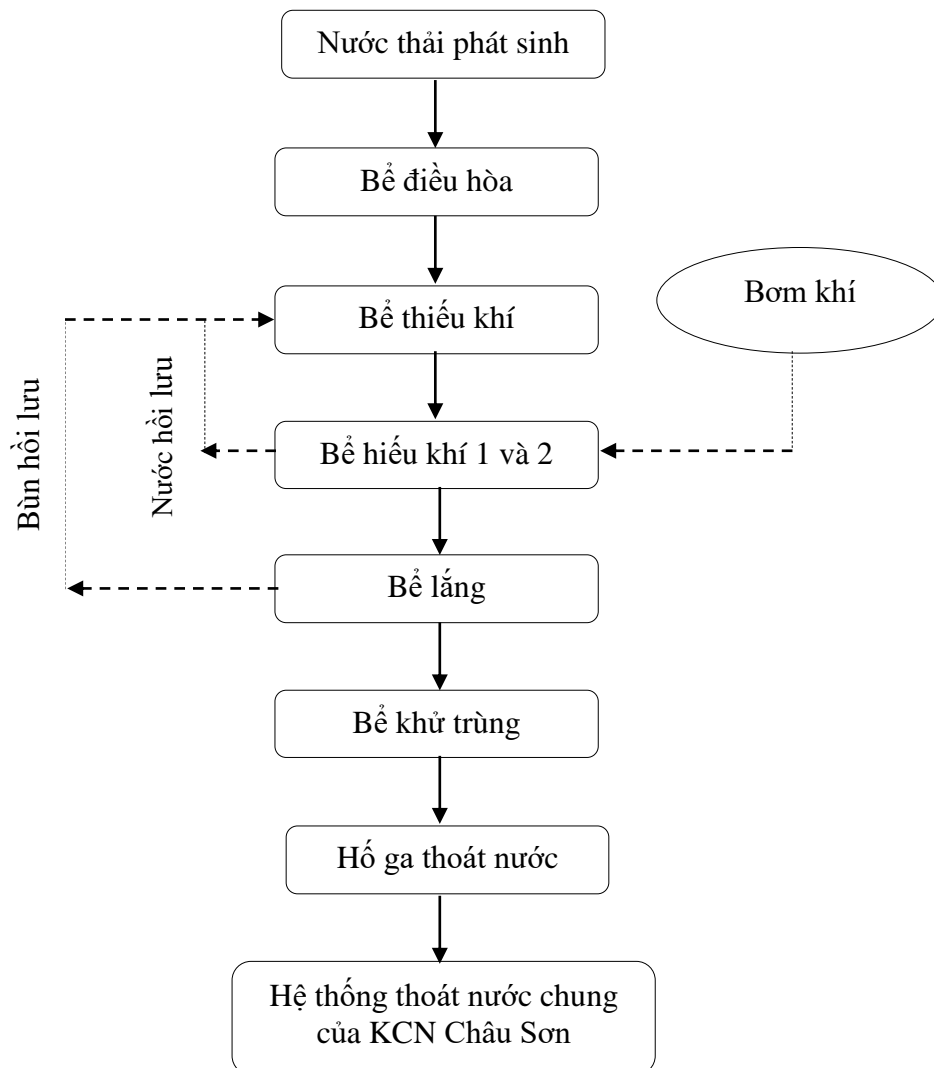 Nước thải phát sinh
Bể điều hòa
Bể thiếu khí
Bơm khí
Bùn hồi lưu
Nước hồi lưu
Bể hiếu khí 1 và 2
Bể lắng
Bể khử trùng
Hố ga thoát nước
Hệ thống thoát nước chung
của KCN Châu Sơn